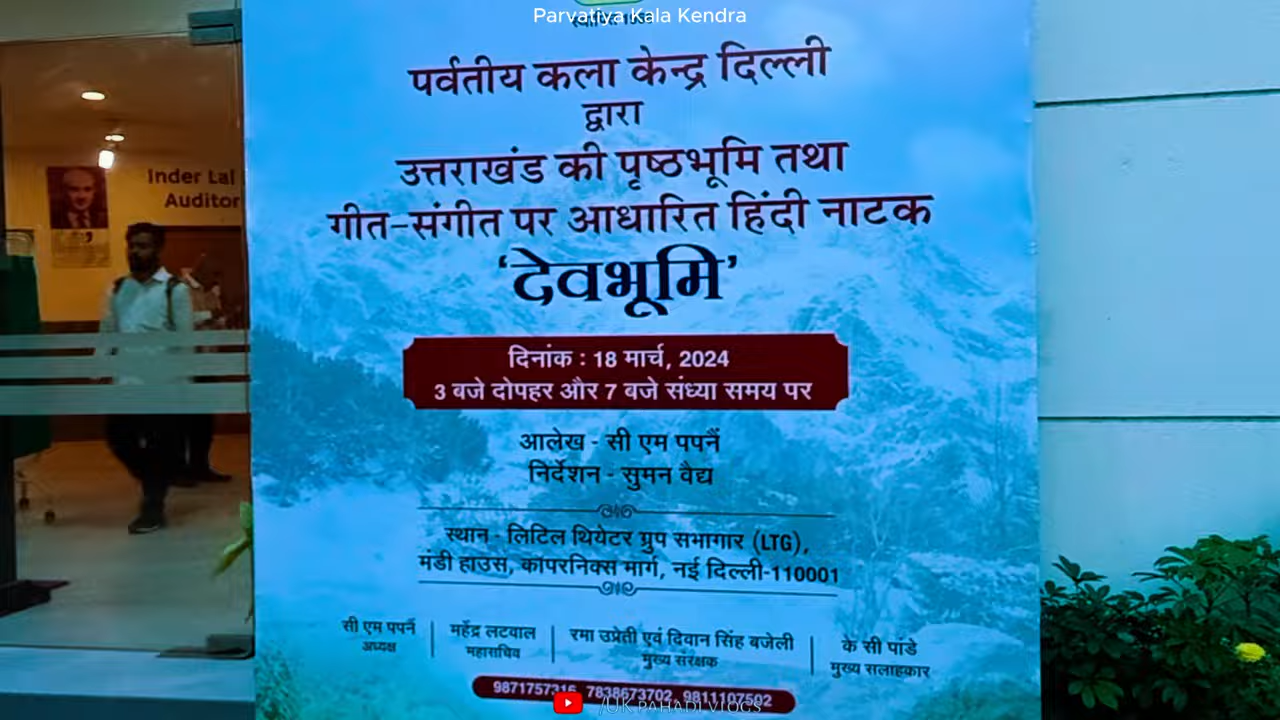 Parvatiya Kala Kendra
पर्वतीय कला केन्द्र दिल्ली
द्वारा
उत्तराखंड की पृष्ठभूमि तथा
गीत-संगीत पर आधारित हिंदी नाटक
'देवभूमि'
दिनांक : 18 मार्च, 2024
3 बजे दोपहर और 7 बजे संध्या समय पर
आलेख - सी एम पपनैं
निर्देशन - सुमन वैद्य
स्थान - लिटिल थियेटर ग्रुप सभागार (LTG),
मंडी हाउस, कॉपरनिक्स मार्ग, नई दिल्ली-110001
सी एम पपनैं
अध्यक्ष
महेंद्र लटवाल
महासचिव
रमा उप्रेती एवं दिवान सिंह बजेली
मुख्य संरक्षक
के सी पांडे
मुख्य सलाहकार
9871757316, 7838673702, 9811107502
/UK PAHADI VLOGS
Inder Lal
Auditor